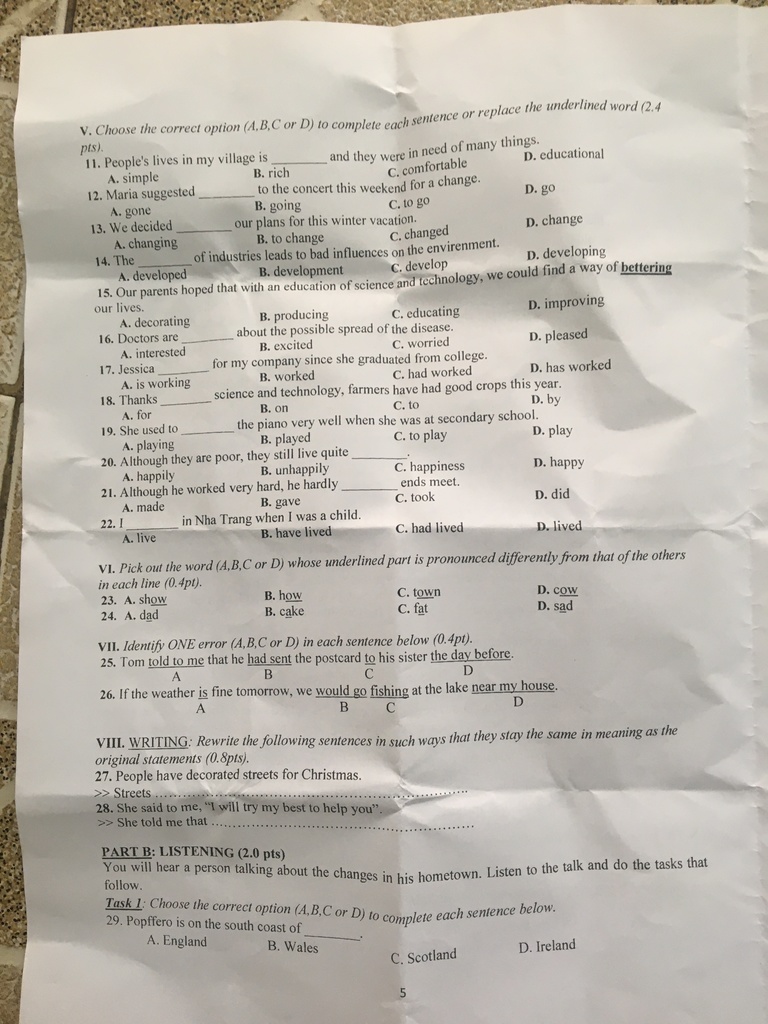 V. Choose the correct option (A,B,C or D) to complete each sentence or replace the underlined word (2.4
pts).
11. People's lives in my village is ________ and they were in need of many things.
A. simple B. rich C. comfortable D. educational
12. Maria suggested ________ to the concert this weekend for a change.
A. gone B. going C. to go D. go
13. We decided ________ our plans for this winter vacation.
A. changing B. to change C. changed D. change
14. The ________ of industries leads to bad influences on the envirenment.
A. developed B. development C. develop D. developing
15. Our parents hoped that with an education of science and technology, we could find a way of bettering
our lives.
A. decorating B. producing C. educating D. improving
16. Doctors are ________ about the possible spread of the disease.
A. interested B. excited C. worried D. pleased
17. Jessica ________ for my company since she graduated from college.
A. is working B. worked C. had worked D. has worked
18. Thanks ________ science and technology, farmers have had good crops this year.
A. for B. on C. to D. by
19. She used to ________ the piano very well when she was at secondary school.
A. playing B. played C. to play D. play
20. Although they are poor, they still live quite ________.
A. happily B. unhappily C. happiness D. happy
21. Although he worked very hard, he hardly ________ ends meet.
A. made B. gave C. took D. did
22. I ________ in Nha Trang when I was a child.
A. live B. have lived C. had lived D. lived
VI. Pick out the word (A,B,C or D) whose underlined part is pronounced differently from that of the others
in each line (0.4pt).
23. A. show B. how C. town D. cow
24. A. dad B. cake C. fat D. sad
VII. Identify ONE error (A,B,C or D) in each sentence below (0.4pt).
25. Tom told to me that he had sent the postcard to his sister the day before.
A B C D
26. If the weather is fine tomorrow, we would go fishing at the lake near my house.
A B C D
VIII. WRITING: Rewrite the following sentences in such ways that they stay the same in meaning as the
original statements (0.8pts).
27. People have decorated streets for Christmas.
>> Streets ................................................................
28. She said to me, "I will try my best to help you".
>> She told me that ......................................................
PART B: LISTENING (2.0 pts)
You will hear a person talking about the changes in his hometown. Listen to the talk and do the tasks that
follow.
Task 1: Choose the correct option (A,B,C or D) to complete each sentence below.
29. Popffero is on the south coast of ________.
A. England B. Wales C. Scotland D. Ireland
5